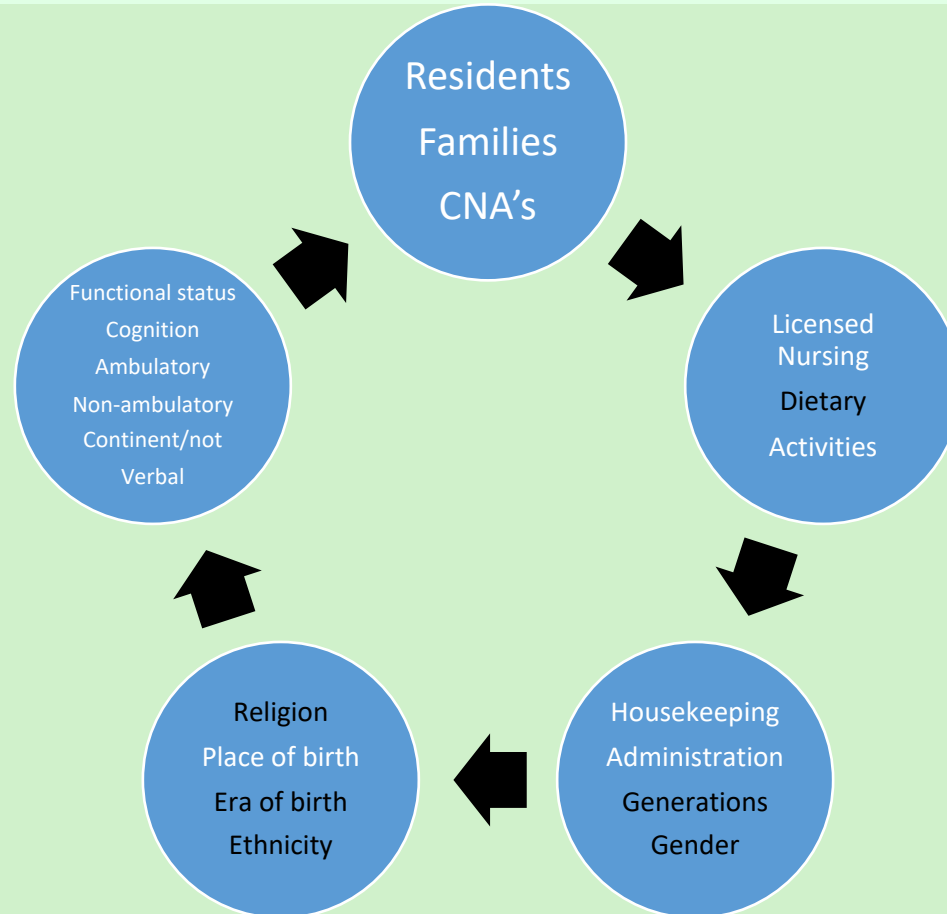 Residents
Families
CNA’s
Licensed
Nursing
Dietary
Activities
Housekeeping
Administration
Generations
Gender
Religion
Place of birth
Era of birth
Ethnicity
Functional status
Cognition
Ambulatory
Non-ambulatory
Continent/not
Verbal